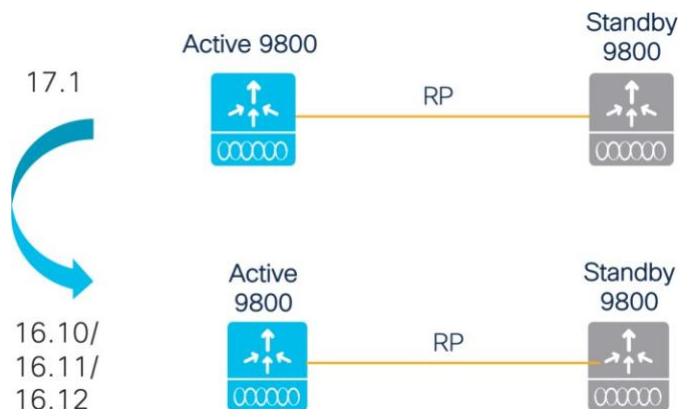 Active 9800
Standby
9800
17.1
RP
Active
9800
Standby
9800
16.10/
16.11/
16.12
RP